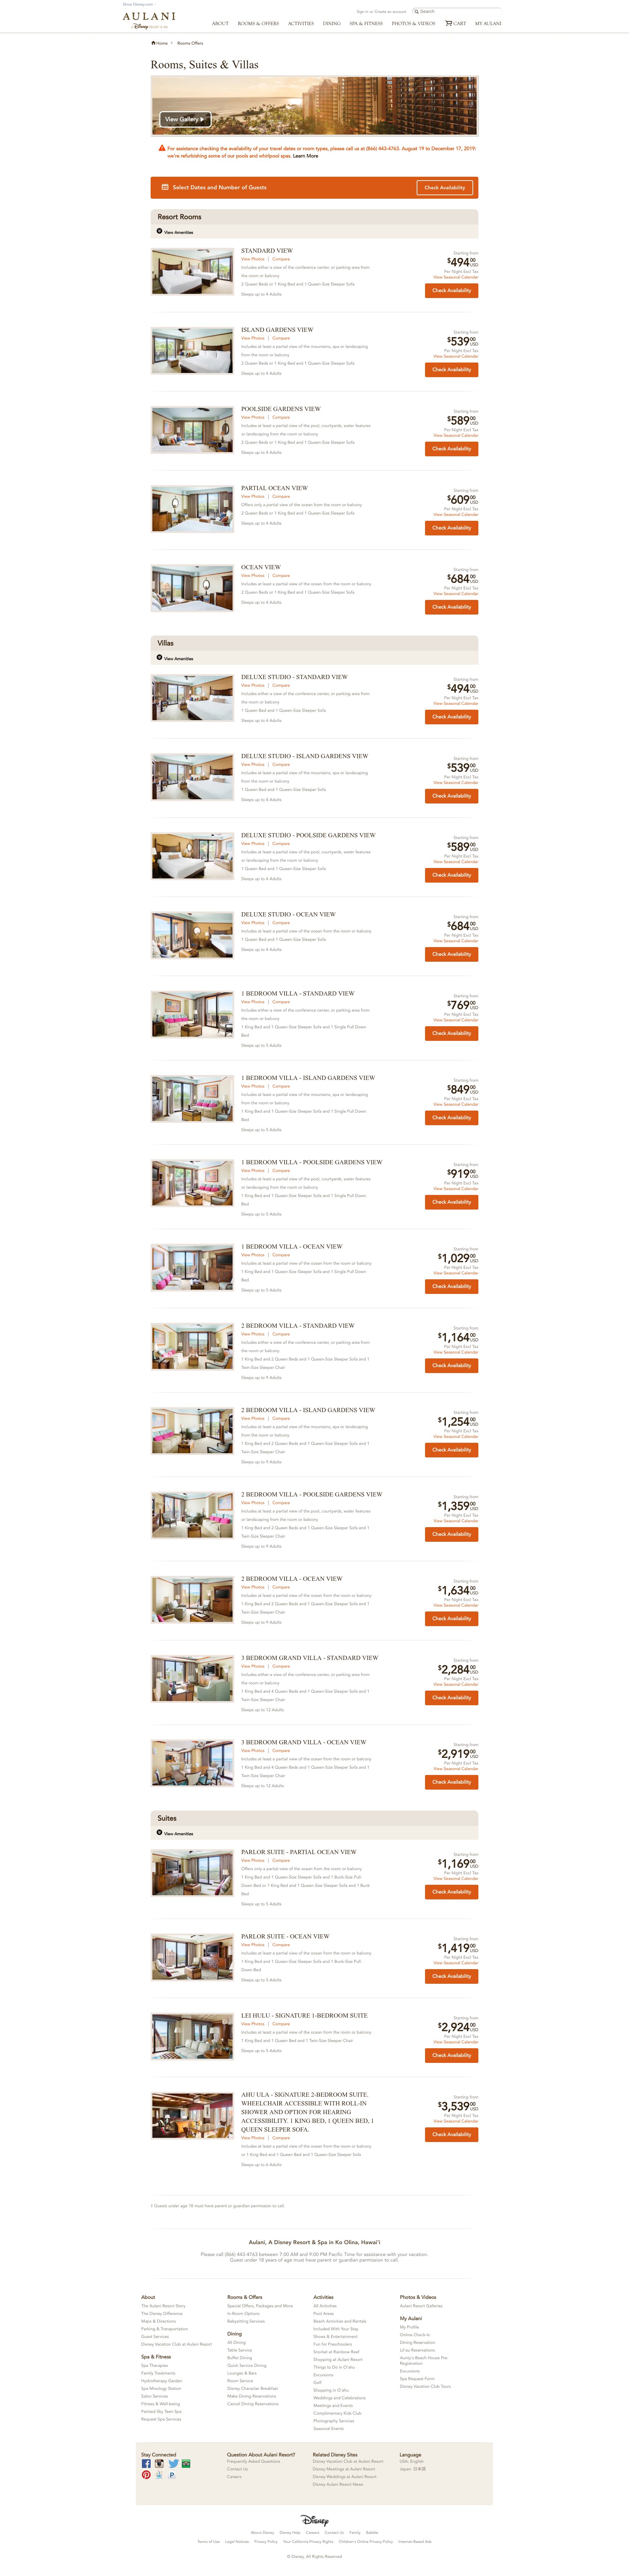 Show Disney.com
AULANI
A Disney RESORT & SPA
Sign in or Create an account
Search
ABOUT ROOMS & OFFERS ACTIVITIES DINING SPA & FITNESS PHOTOS & VIDEOS CART MY AULANI
Home > Rooms Offers
Rooms, Suites & Villas
View Gallery
For assistance checking the availability of your travel dates or room types, please call us at (866) 443-4763. August 19 to December 17, 2019:
we're refurbishing some of our pools and whirlpool spas. Learn More
Select Dates and Number of Guests Check Availability
Resort Rooms
View Amenities
STANDARD VIEW
View Photos | Compare
Includes either a view of the conference center, or parking area from
the room or balcony
2 Queen Beds or 1 King Bed and 1 Queen-Size Sleeper Sofa
Sleeps up to 4 Adults
Starting from
$494.00 USD
Per Night Excl Tax
View Seasonal Calendar
Check Availability
ISLAND GARDENS VIEW
View Photos | Compare
Includes at least a partial view of the mountains, spa or landscaping
from the room or balcony
2 Queen Beds or 1 King Bed and 1 Queen-Size Sleeper Sofa
Sleeps up to 4 Adults
Starting from
$539.00 USD
Per Night Excl Tax
View Seasonal Calendar
Check Availability
POOLSIDE GARDENS VIEW
View Photos | Compare
Includes at least a partial view of the pool, courtyards, water features
or landscaping from the room or balcony
2 Queen Beds or 1 King Bed and 1 Queen-Size Sleeper Sofa
Sleeps up to 4 Adults
Starting from
$589.00 USD
Per Night Excl Tax
View Seasonal Calendar
Check Availability
PARTIAL OCEAN VIEW
View Photos | Compare
Offers only a partial view of the ocean from the room or balcony
2 Queen Beds or 1 King Bed and 1 Queen-Size Sleeper Sofa
Sleeps up to 4 Adults
Starting from
$609.00 USD
Per Night Excl Tax
View Seasonal Calendar
Check Availability
OCEAN VIEW
View Photos | Compare
Includes at least a partial view of the ocean from the room or balcony
2 Queen Beds or 1 King Bed and 1 Queen-Size Sleeper Sofa
Sleeps up to 4 Adults
Starting from
$684.00 USD
Per Night Excl Tax
View Seasonal Calendar
Check Availability
Villas
View Amenities
DELUXE STUDIO - STANDARD VIEW
View Photos | Compare
Includes either a view of the conference center, or parking area from
the room or balcony
1 Queen Bed and 1 Queen-Size Sleeper Sofa
Sleeps up to 4 Adults
Starting from
$494.00 USD
Per Night Excl Tax
View Seasonal Calendar
Check Availability
DELUXE STUDIO - ISLAND GARDENS VIEW
View Photos | Compare
Includes at least a partial view of the mountains, spa or landscaping
from the room or balcony
1 Queen Bed and 1 Queen-Size Sleeper Sofa
Sleeps up to 4 Adults
Starting from
$539.00 USD
Per Night Excl Tax
View Seasonal Calendar
Check Availability
DELUXE STUDIO - POOLSIDE GARDENS VIEW
View Photos | Compare
Includes at least a partial view of the pool, courtyards, water features
or landscaping from the room or balcony
1 Queen Bed and 1 Queen-Size Sleeper Sofa
Sleeps up to 4 Adults
Starting from
$589.00 USD
Per Night Excl Tax
View Seasonal Calendar
Check Availability
DELUXE STUDIO - OCEAN VIEW
View Photos | Compare
Includes at least a partial view of the ocean from the room or balcony
1 Queen Bed and 1 Queen-Size Sleeper Sofa
Sleeps up to 4 Adults
Starting from
$684.00 USD
Per Night Excl Tax
View Seasonal Calendar
Check Availability
1 BEDROOM VILLA - STANDARD VIEW
View Photos | Compare
Includes either a view of the conference center, or parking area from
the room or balcony
1 King Bed and 1 Queen-Size Sleeper Sofa and 1 Single Pull Down
Bed
Sleeps up to 5 Adults
Starting from
$769.00 USD
Per Night Excl Tax
View Seasonal Calendar
Check Availability
1 BEDROOM VILLA - ISLAND GARDENS VIEW
View Photos | Compare
Includes at least a partial view of the mountains, spa or landscaping
from the room or balcony
1 King Bed and 1 Queen-Size Sleeper Sofa and 1 Single Pull Down
Bed
Sleeps up to 5 Adults
Starting from
$849.00 USD
Per Night Excl Tax
View Seasonal Calendar
Check Availability
1 BEDROOM VILLA - POOLSIDE GARDENS VIEW
View Photos | Compare
Includes at least a partial view of the pool, courtyards, water features
or landscaping from the room or balcony
1 King Bed and 1 Queen-Size Sleeper Sofa and 1 Single Pull Down
Bed
Sleeps up to 5 Adults
Starting from
$919.00 USD
Per Night Excl Tax
View Seasonal Calendar
Check Availability
1 BEDROOM VILLA - OCEAN VIEW
View Photos | Compare
Includes at least a partial view of the ocean from the room or balcony
1 King Bed and 1 Queen-Size Sleeper Sofa and 1 Single Pull Down
Bed
Sleeps up to 5 Adults
Starting from
$1,029.00 USD
Per Night Excl Tax
View Seasonal Calendar
Check Availability
2 BEDROOM VILLA - STANDARD VIEW
View Photos | Compare
Includes either a view of the conference center, or parking area from
the room or balcony
1 King Bed and 2 Queen Beds and 1 Queen-Size Sleeper Sofa and 1
Twin-Size Sleeper Chair
Sleeps up to 9 Adults
Starting from
$1,164.00 USD
Per Night Excl Tax
View Seasonal Calendar
Check Availability
2 BEDROOM VILLA - ISLAND GARDENS VIEW
View Photos | Compare
Includes at least a partial view of the mountains, spa or landscaping
from the room or balcony
1 King Bed and 2 Queen Beds and 1 Queen-Size Sleeper Sofa and 1
Twin-Size Sleeper Chair
Sleeps up to 9 Adults
Starting from
$1,254.00 USD
Per Night Excl Tax
View Seasonal Calendar
Check Availability
2 BEDROOM VILLA - POOLSIDE GARDENS VIEW
View Photos | Compare
Includes at least a partial view of the pool, courtyards, water features
or landscaping from the room or balcony
1 King Bed and 2 Queen Beds and 1 Queen-Size Sleeper Sofa and 1
Twin-Size Sleeper Chair
Sleeps up to 9 Adults
Starting from
$1,359.00 USD
Per Night Excl Tax
View Seasonal Calendar
Check Availability
2 BEDROOM VILLA - OCEAN VIEW
View Photos | Compare
Includes at least a partial view of the ocean from the room or balcony
1 King Bed and 2 Queen Beds and 1 Queen-Size Sleeper Sofa and 1
Twin-Size Sleeper Chair
Sleeps up to 9 Adults
Starting from
$1,634.00 USD
Per Night Excl Tax
View Seasonal Calendar
Check Availability
3 BEDROOM GRAND VILLA - STANDARD VIEW
View Photos | Compare
Includes either a view of the conference center, or parking area from
the room or balcony
1 King Bed and 4 Queen Beds and 1 Queen-Size Sleeper Sofa and 1
Twin-Size Sleeper Chair
Sleeps up to 12 Adults
Starting from
$2,284.00 USD
Per Night Excl Tax
View Seasonal Calendar
Check Availability
3 BEDROOM GRAND VILLA - OCEAN VIEW
View Photos | Compare
Includes at least a partial view of the ocean from the room or balcony
1 King Bed and 4 Queen Beds and 1 Queen-Size Sleeper Sofa and 1
Twin-Size Sleeper Chair
Sleeps up to 12 Adults
Starting from
$2,919.00 USD
Per Night Excl Tax
View Seasonal Calendar
Check Availability
Suites
View Amenities
PARLOR SUITE - PARTIAL OCEAN VIEW
View Photos | Compare
Offers only a partial view of the ocean from the room or balcony
1 King Bed and 1 Queen-Size Sleeper Sofa and 1 Bunk-Size Pull
Down Bed or 1 King Bed and 1 Queen-Size Sleeper Sofa and 1 Bunk
Bed
Sleeps up to 5 Adults
Starting from
$1,169.00 USD
Per Night Excl Tax
View Seasonal Calendar
Check Availability
PARLOR SUITE - OCEAN VIEW
View Photos | Compare
Includes at least a partial view of the ocean from the room or balcony
1 King Bed and 1 Queen-Size Sleeper Sofa and 1 Bunk-Size Pull
Down Bed
Sleeps up to 5 Adults
Starting from
$1,419.00 USD
Per Night Excl Tax
View Seasonal Calendar
Check Availability
LEI HULU - SIGNATURE 1-BEDROOM SUITE
View Photos | Compare
Includes at least a partial view of the ocean from the room or balcony
1 King Bed and 1 Queen Bed and 1 Twin-Size Sleeper Chair
Sleeps up to 5 Adults
Starting from
$2,924.00 USD
Per Night Excl Tax
View Seasonal Calendar
Check Availability
AHU ULA - SIGNATURE 2-BEDROOM SUITE.
WHEELCHAIR ACCESSIBLE WITH ROLL-IN
SHOWER AND OPTION FOR HEARING
ACCESSIBILITY. 1 KING BED, 1 QUEEN BED, 1
QUEEN SLEEPER SOFA.
View Photos | Compare
Includes at least a partial view of the ocean from the room or balcony
or 1 King Bed and 1 Queen Bed and 1 Queen-Size Sleeper Sofa
Sleeps up to 6 Adults
Starting from
$3,539.00 USD
Per Night Excl Tax
View Seasonal Calendar
Check Availability
‡ Guests under age 18 must have parent or guardian permission to call.
Aulani, A Disney Resort & Spa in Ko Olina, Hawai'i
Please call (866) 443-4763 between 7:00 AM and 9:00 PM Pacific Time for assistance with your vacation.
Guest under 18 years of age must have parent or guardian permission to call.
About
The Aulani Resort Story
The Disney Difference
Maps & Directions
Parking & Transportation
Guest Services
Disney Vacation Club at Aulani Resort
Spa & Fitness
Spa Therapies
Family Treatments
Hydrotherapy Garden
Spa Mixology Station
Salon Services
Fitness & Well-being
Painted Sky Teen Spa
Request Spa Services
Rooms & Offers
Special Offers, Packages and More
In-Room Options
Babysitting Services
Dining
All Dining
Table Service
Buffet Dining
Quick Service Dining
Lounges & Bars
Room Service
Disney Character Breakfast
Make Dining Reservations
Cancel Dining Reservations
Activities
All Activities
Pool Areas
Beach Activities and Rentals
Included With Your Stay
Shows & Entertainment
Fun for Preschoolers
Snorkel at Rainbow Reef
Shopping at Aulani Resort
Things to Do in O'ahu
Excursions
Golf
Shopping in O'ahu
Weddings and Celebrations
Meetings and Events
Complimentary Kids Club
Photography Services
Seasonal Events
Photos & Videos
Aulani Resort Galleries
My Aulani
My Profile
Online Check-In
Dining Reservation
Lū'au Reservations
Aunty's Beach House Pre
Registration
Excursions
Spa Request Form
Disney Vacation Club Tours
Stay Connected
Question About Aulani Resort?
Frequently Asked Questions
Contact Us
Careers
Related Disney Sites
Disney Vacation Club at Aulani Resort
Disney Meetings at Aulani Resort
Disney Weddings at Aulani Resort
Disney Aulani Resort News
Language
USA: English
Japan: 日本語
Disney
About Disney Disney Help Careers Contact Us Family Babble
Terms of Use Legal Notices Privacy Policy Your California Privacy Rights Children's Online Privacy Policy Interest-Based Ads
© Disney, All Rights Reserved